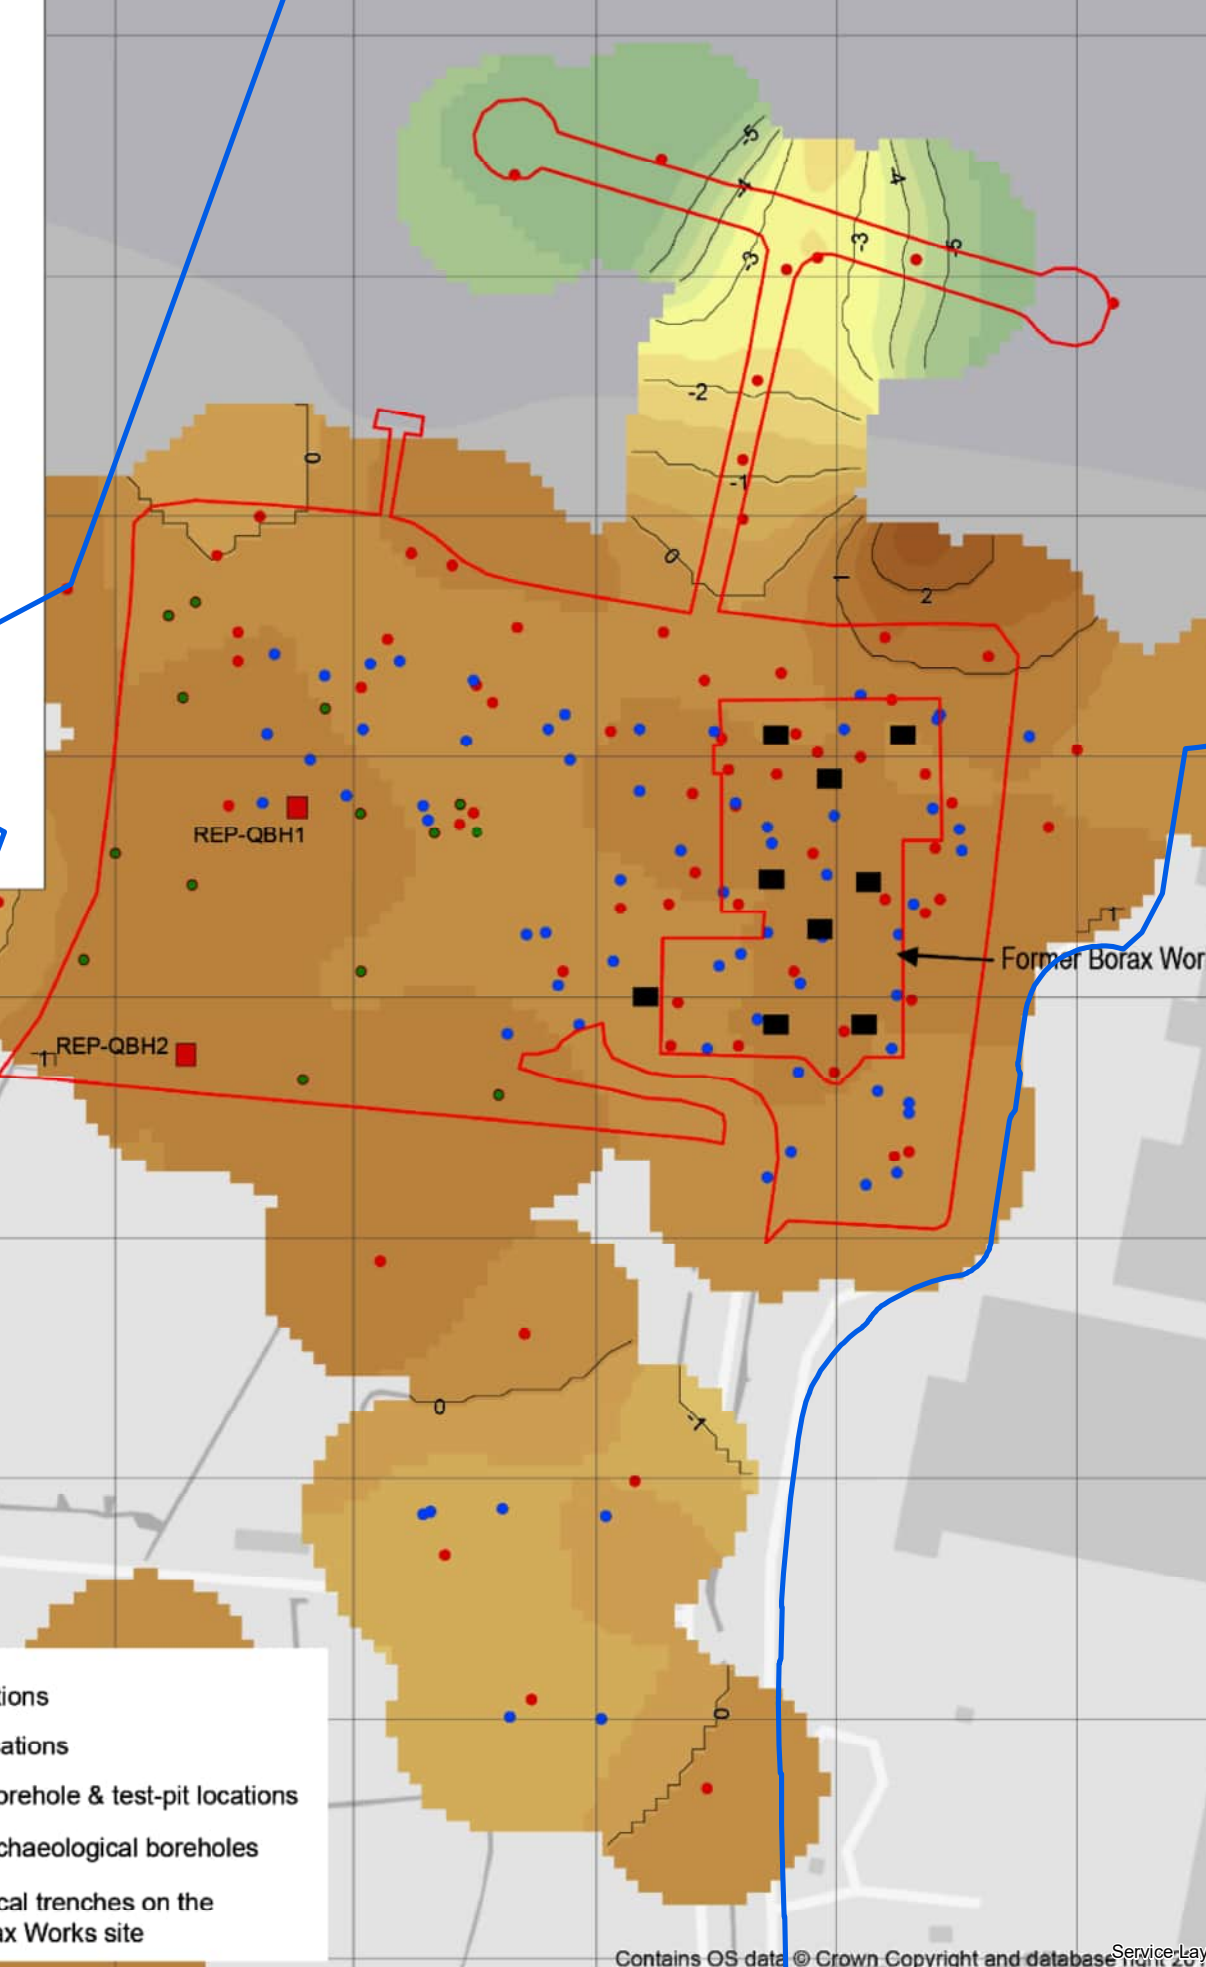 -5
-4
4
-3
-3
-5
-2
0
-1
0
1
2
REP-QBH1
1
Former Borax Wor
REP-QBH2
-1
0
-1
0
tions
ations
orehole & test-pit locations
chaeological boreholes
cal trenches on the
ax Works site
Contains OS data © Crown Copyright and database right 20
Service Lay